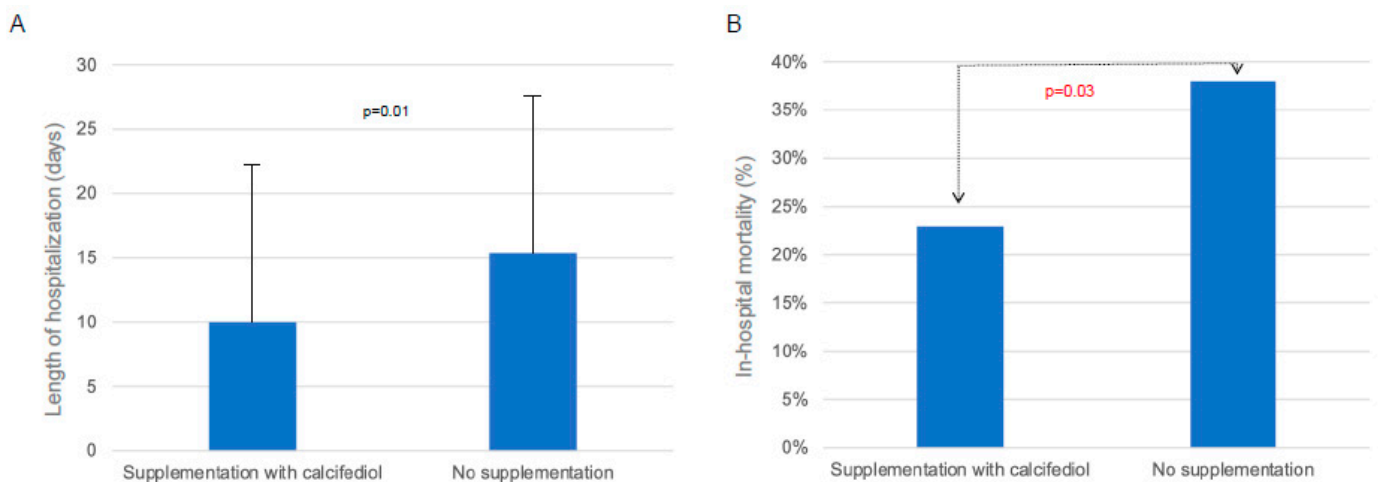 A
Length of hospitalization (days)
30
25
20
15
10
5
0
p=0.01
Supplementation with calcifediol
No supplementation
B
In-hospital mortality (%)
40%
35%
30%
25%
20%
15%
10%
5%
0%
p=0.03
Supplementation with calcifediol
No supplementation